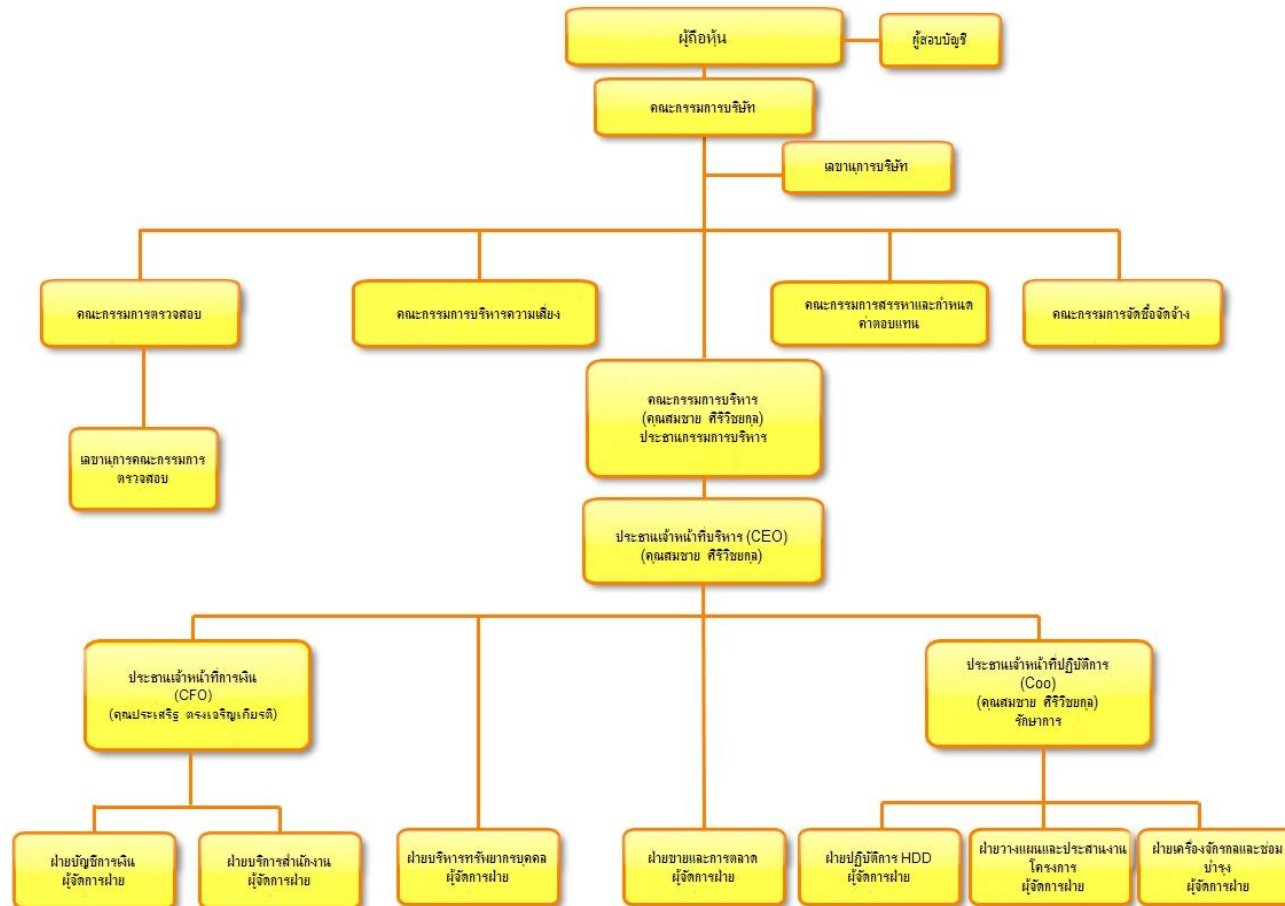 ผู้ถือหุ้น
ผู้สอบบัญชี
คณะกรรมการบริษัท
เลขานุการบริษัท
คณะกรรมการตรวจสอบ
คณะกรรมการบริหารความเสี่ยง
คณะกรรมการสรรหาและกำหนด
ค่าตอบแทน
คณะกรรมการจัดซื้อจัดจ้าง
เลขานุการคณะกรรมการ
ตรวจสอบ
คณะกรรมการบริหาร
(คุณสมชาย ศิริวิชยกุล)
ประธานกรรมการบริหาร
ประธานเจ้าหน้าที่บริหาร (CEO)
(คุณสมชาย ศิริวิชยกุล)
ประธานเจ้าหน้าที่การเงิน
(CFO)
(คุณประเสริฐ ตรงเจริญเกียรติ)
ประธานเจ้าหน้าที่ปฏิบัติการ
(Coo)
(คุณสมชาย ศิริวิชยกุล)
รักษาการ
ฝ่ายบัญชีการเงิน
ผู้จัดการฝ่าย
ฝ่ายบริการสำนักงาน
ผู้จัดการฝ่าย
ฝ่ายบริหารทรัพยากรบุคคล
ผู้จัดการฝ่าย
ฝ่ายขายและการตลาด
ผู้จัดการฝ่าย
ฝ่ายปฏิบัติการ HDD
ผู้จัดการฝ่าย
ฝ่ายวางแผนและประสานงาน
โครงการ
ผู้จัดการฝ่าย
ฝ่ายเครื่องจักรกลและซ่อม
บำรุง
ผู้จัดการฝ่าย